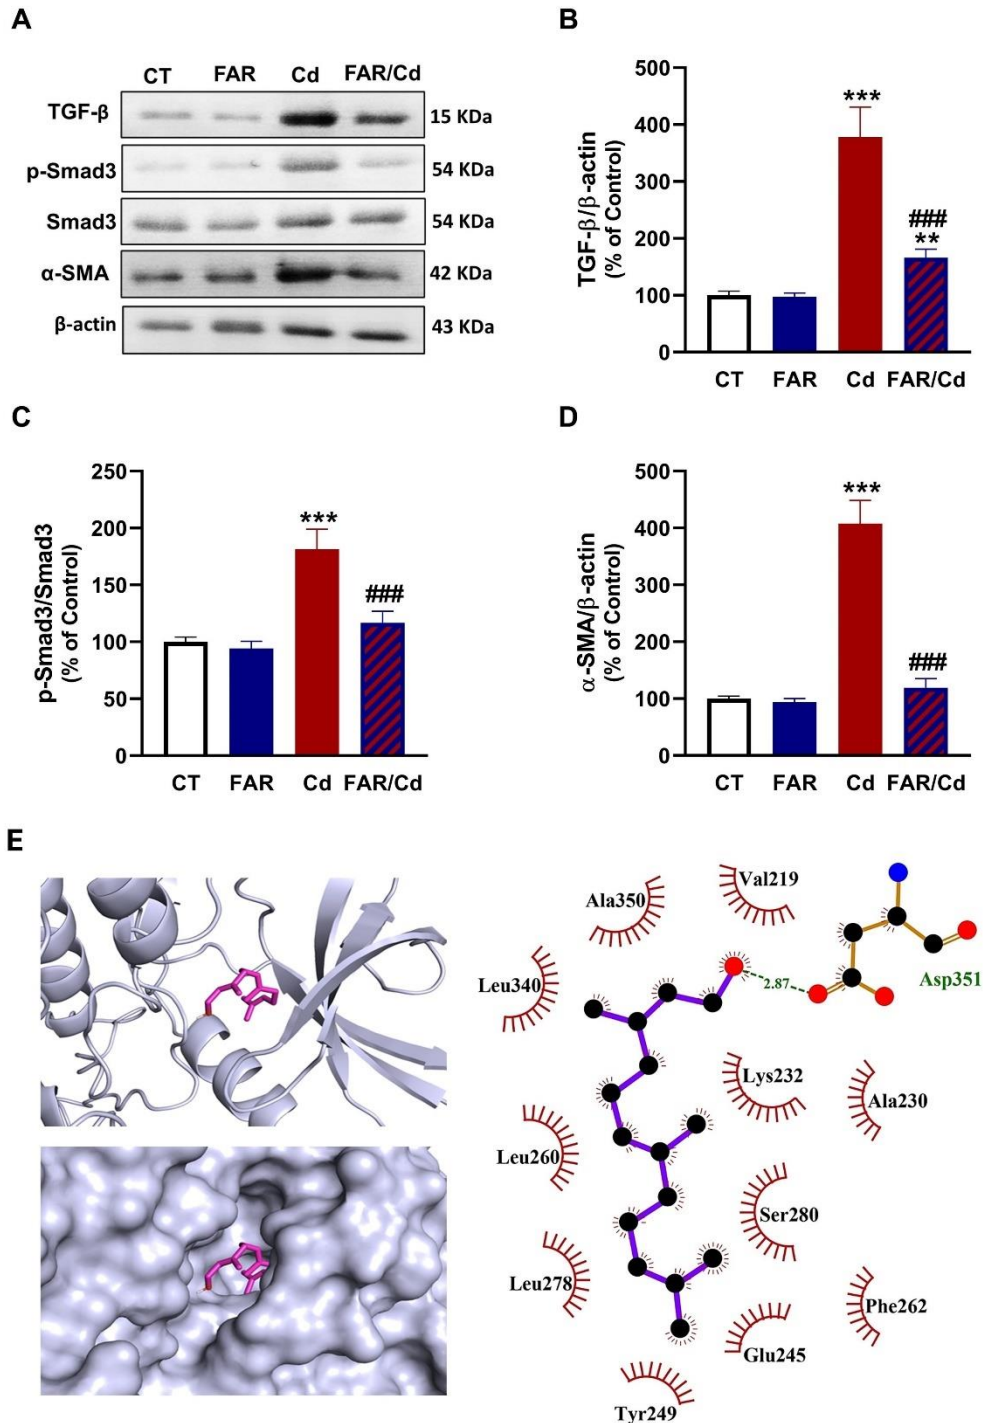 A
CT FAR Cd FAR/Cd
TGF-β 15 KDa
p-Smad3 54 KDa
Smad3 54 KDa
α-SMA 42 KDa
β-actin 43 KDa
B
TGF-β/β-actin
(% of Control)
500
400
300
200
100
0
***
###
**
CT FAR Cd FAR/Cd
C
p-Smad3/Smad3
(% of Control)
250
200
150
100
50
0
***
###
CT FAR Cd FAR/Cd
D
α-SMA/β-actin
(% of Control)
500
400
300
200
100
0
***
###
CT FAR Cd FAR/Cd
E
Val219
Ala350
Leu340
2.87
Asp351
Lys232
Ala230
Leu260
Ser280
Leu278
Phe262
Glu245
Tyr249